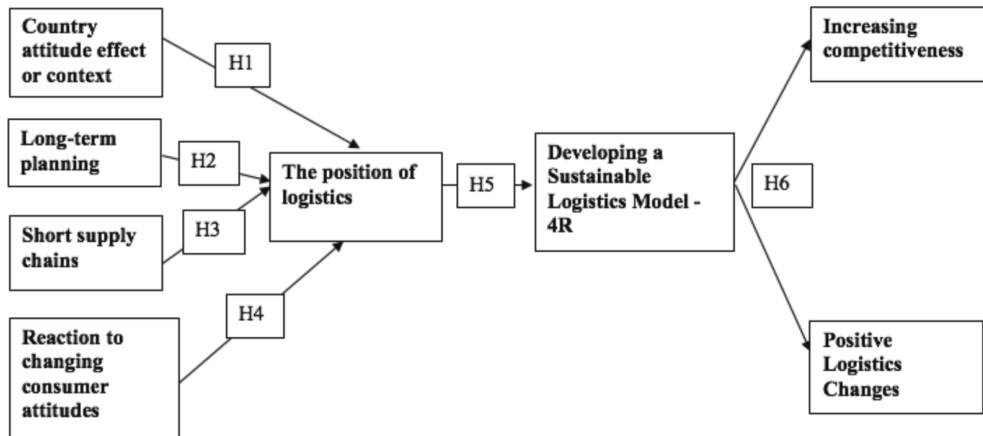 Country
attitude effect
or context
H1
Long-term
planning
H2
Short supply
chains
H3
Reaction to
changing
consumer
attitudes
H4
The position of
logistics
H5
Developing a
Sustainable
Logistics Model -
4R
H6
Increasing
competitiveness
Positive
Logistics
Changes